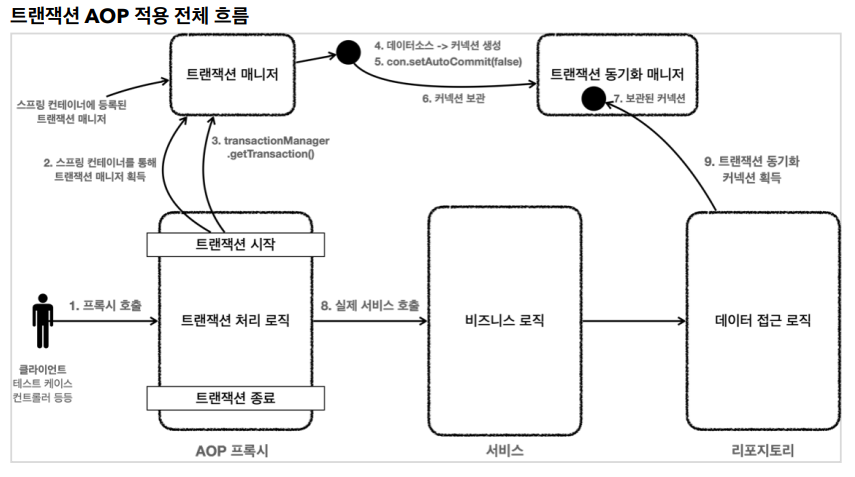 트랜잭션 AOP 적용 전체 흐름
트랜잭션 매니저
4. 데이터소스 -> 커넥션 생성
5. con.setAutoCommit(false)
6. 커넥션 보관
트랜잭션 동기화 매니저
7. 보관된 커넥션
스프링 컨테이너에 등록된
트랜잭션 매니저
2. 스프링 컨테이너를 통해
트랜잭션 매니저 획득
3. transactionManager
.getTransaction()
9. 트랜잭션 동기화
커넥션 획득
트랜잭션 시작
1. 프록시 호출
트랜잭션 처리 로직
8. 실제 서비스 호출
비즈니스 로직
데이터 접근 로직
클라이언트
테스트 케이스
컨트롤러 등등
트랜잭션 종료
AOP 프록시
서비스
리포지토리